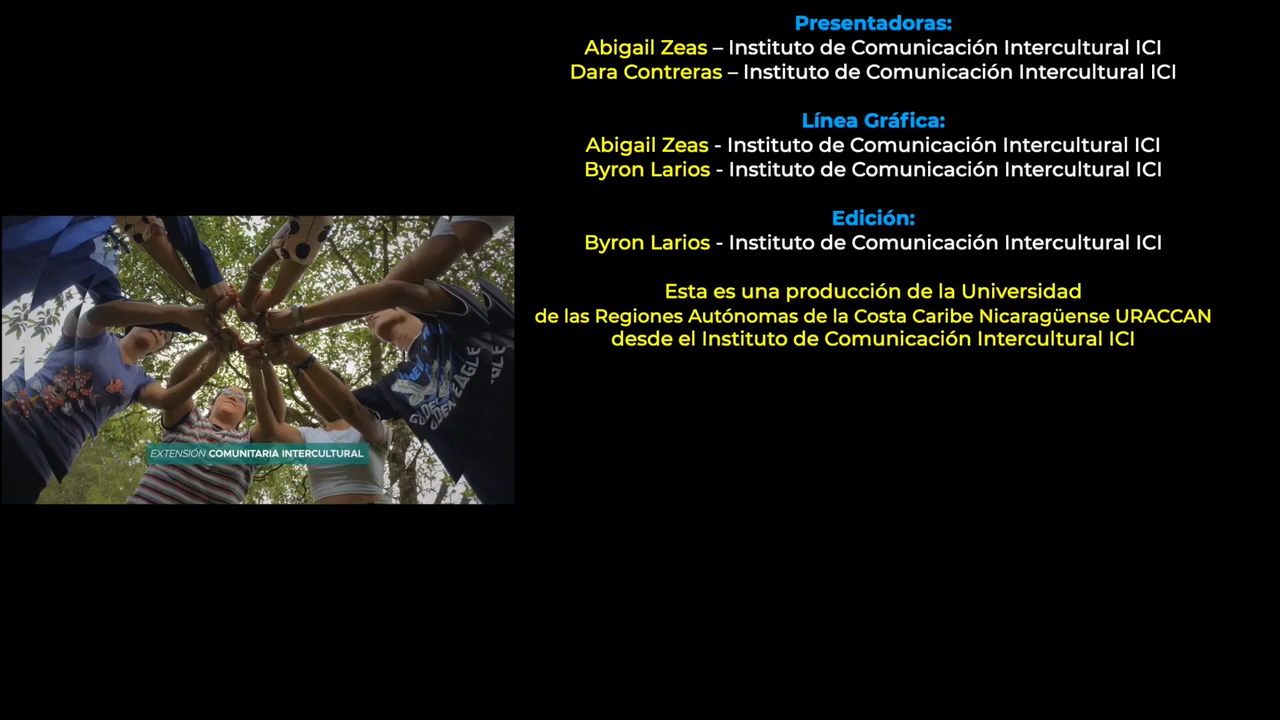 Presentadoras:
Abigail Zeas – Instituto de Comunicación Intercultural ICI
Dara Contreras – Instituto de Comunicación Intercultural ICI
Línea Gráfica:
Abigail Zeas - Instituto de Comunicación Intercultural ICI
Byron Larios - Instituto de Comunicación Intercultural ICI
Edición:
Byron Larios - Instituto de Comunicación Intercultural ICI
Esta es una producción de la Universidad
de las Regiones Autónomas de la Costa Caribe Nicaragüense URACCAN
desde el Instituto de Comunicación Intercultural ICI
EXTENSIÓN COMUNITARIA INTERCULTURAL